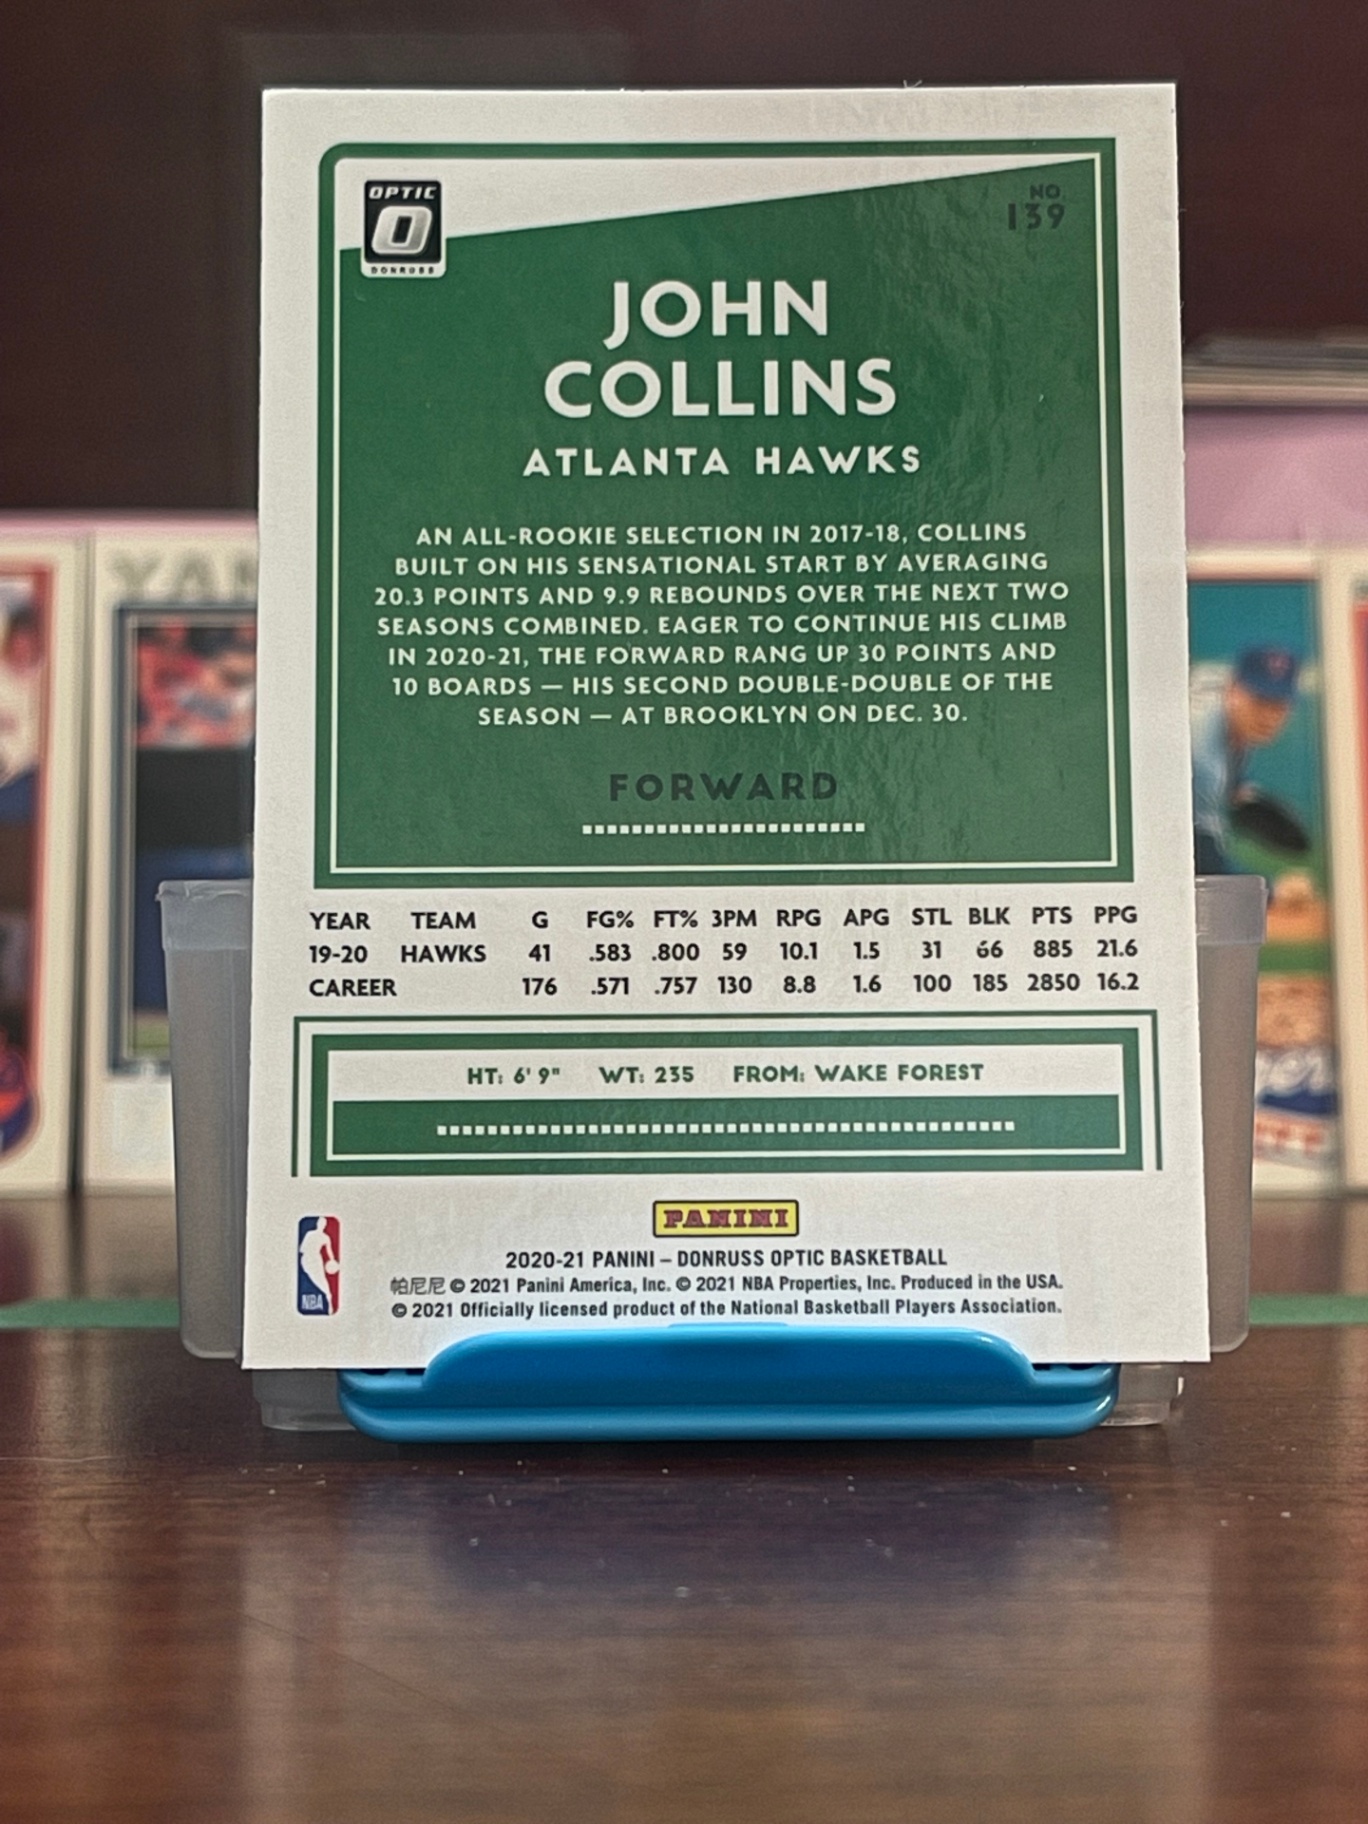 OPTIC
O
DONRUSS
NO.
139
JOHN
COLLINS
ATLANTA HAWKS
AN ALL-ROOKIE SELECTION IN 2017-18, COLLINS
BUILT ON HIS SENSATIONAL START BY AVERAGING
20.3 POINTS AND 9.9 REBOUNDS OVER THE NEXT TWO
SEASONS COMBINED. EAGER TO CONTINUE HIS CLIMB
IN 2020-21, THE FORWARD RANG UP 30 POINTS AND
10 BOARDS — HIS SECOND DOUBLE-DOUBLE OF THE
SEASON — AT BROOKLYN ON DEC. 30.
FORWARD
YEAR TEAM G FG% FT% 3PM RPG APG STL BLK PTS PPG
19-20 HAWKS 41 .583 .800 59 10.1 1.5 31 66 885 21.6
CAREER 176 .571 .757 130 8.8 1.6 100 185 2850 16.2
HT: 6' 9" WT: 235 FROM: WAKE FOREST
PANINI
NBA
2020-21 PANINI – DONRUSS OPTIC BASKETBALL
帕尼尼 © 2021 Panini America, Inc. © 2021 NBA Properties, Inc. Produced in the USA.
© 2021 Officially licensed product of the National Basketball Players Association.